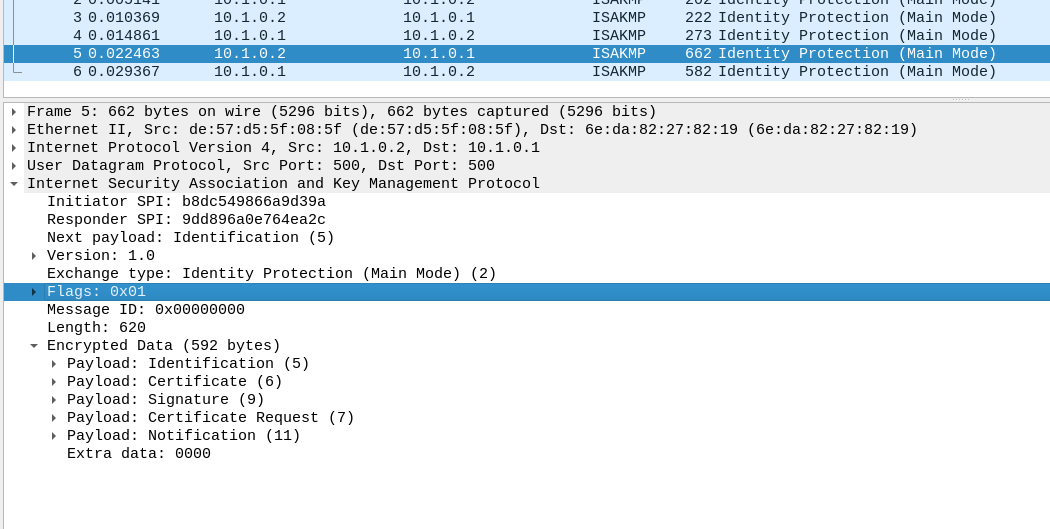 2 0.005141 10.1.0.1 10.1.0.2 ISAKMP 262 Identity Protection (Main Mode)
3 0.010369 10.1.0.2 10.1.0.1 ISAKMP 222 Identity Protection (Main Mode)
4 0.014861 10.1.0.1 10.1.0.2 ISAKMP 273 Identity Protection (Main Mode)
5 0.022463 10.1.0.2 10.1.0.1 ISAKMP 662 Identity Protection (Main Mode)
6 0.029367 10.1.0.1 10.1.0.2 ISAKMP 582 Identity Protection (Main Mode)
Frame 5: 662 bytes on wire (5296 bits), 662 bytes captured (5296 bits)
Ethernet II, Src: de:57:d5:5f:08:5f (de:57:d5:5f:08:5f), Dst: 6e:da:82:27:82:19 (6e:da:82:27:82:19)
Internet Protocol Version 4, Src: 10.1.0.2, Dst: 10.1.0.1
User Datagram Protocol, Src Port: 500, Dst Port: 500
Internet Security Association and Key Management Protocol
Initiator SPI: b8dc549866a9d39a
Responder SPI: 9dd896a0e764ea2c
Next payload: Identification (5)
Version: 1.0
Exchange type: Identity Protection (Main Mode) (2)
Flags: 0x01
Message ID: 0x00000000
Length: 620
Encrypted Data (592 bytes)
Payload: Identification (5)
Payload: Certificate (6)
Payload: Signature (9)
Payload: Certificate Request (7)
Payload: Notification (11)
Extra data: 0000